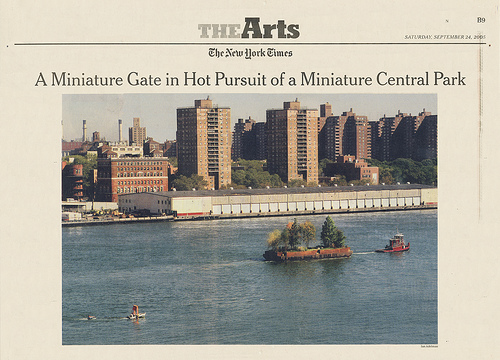 B9
THE Arts
SATURDAY, SEPTEMBER 24, 2005
The New York Times
A Miniature Gate in Hot Pursuit of a Miniature Central Park